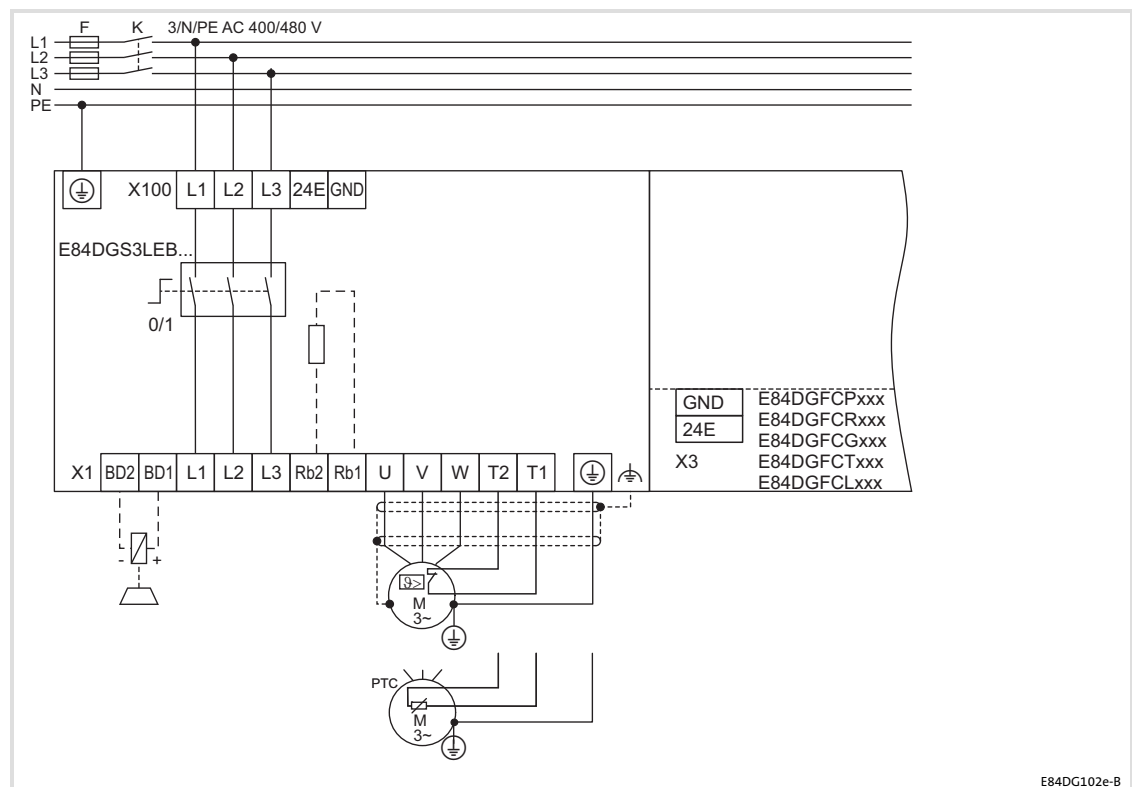 F K 3/N/PE AC 400/480 V
L1
L2
L3
N
PE
X100 L1 L2 L3 24E GND
E84DGS3LEB...
0/1
GND
24E
X3
E84DGFCPxxx
E84DGFCRxxx
E84DGFCGxxx
E84DGFCTxxx
E84DGFCLxxx
X1 BD2 BD1 L1 L2 L3 Rb2 Rb1 U V W T2 T1
- +
ϑ>
M
3~
PTC
M
3~
E84DG102e-B